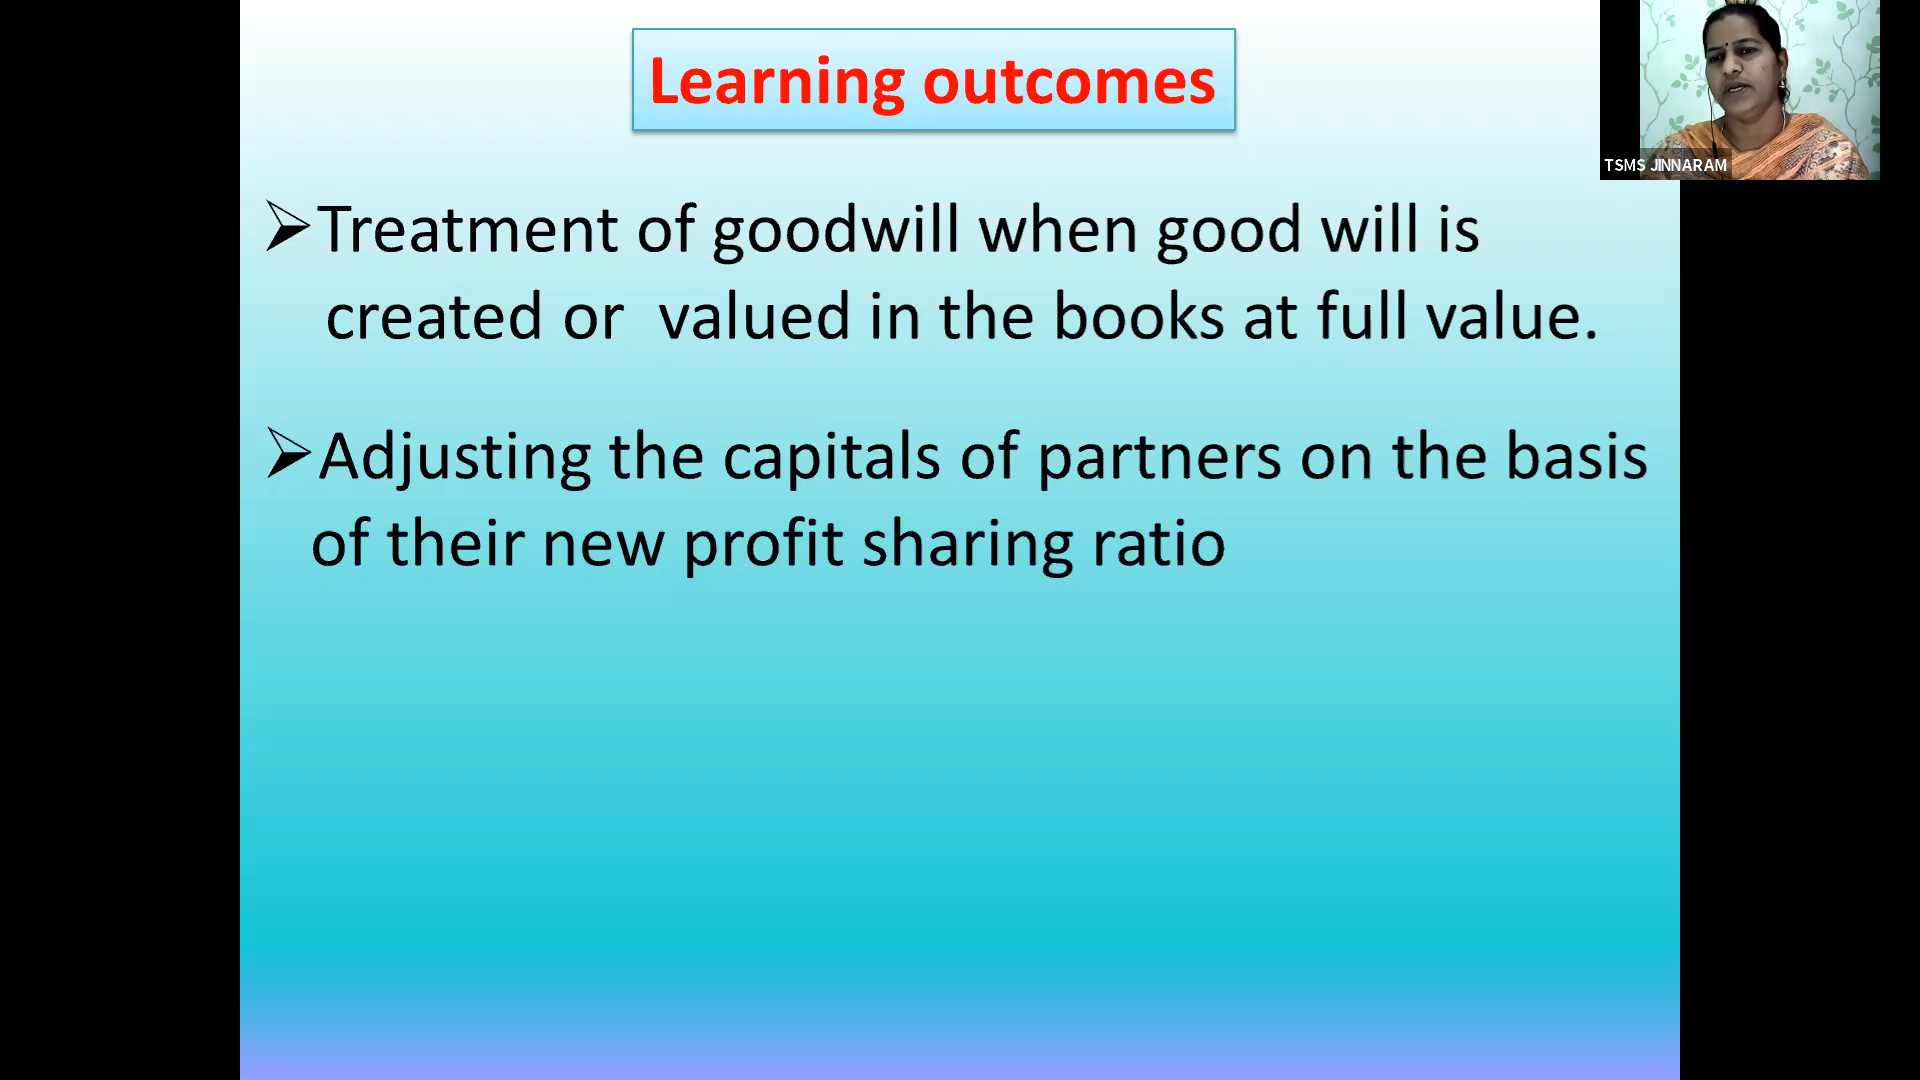 Learning outcomes
TSMS JINNARAM
➢Treatment of goodwill when good will is
created or  valued in the books at full value.
➢Adjusting the capitals of partners on the basis
of their new profit sharing ratio